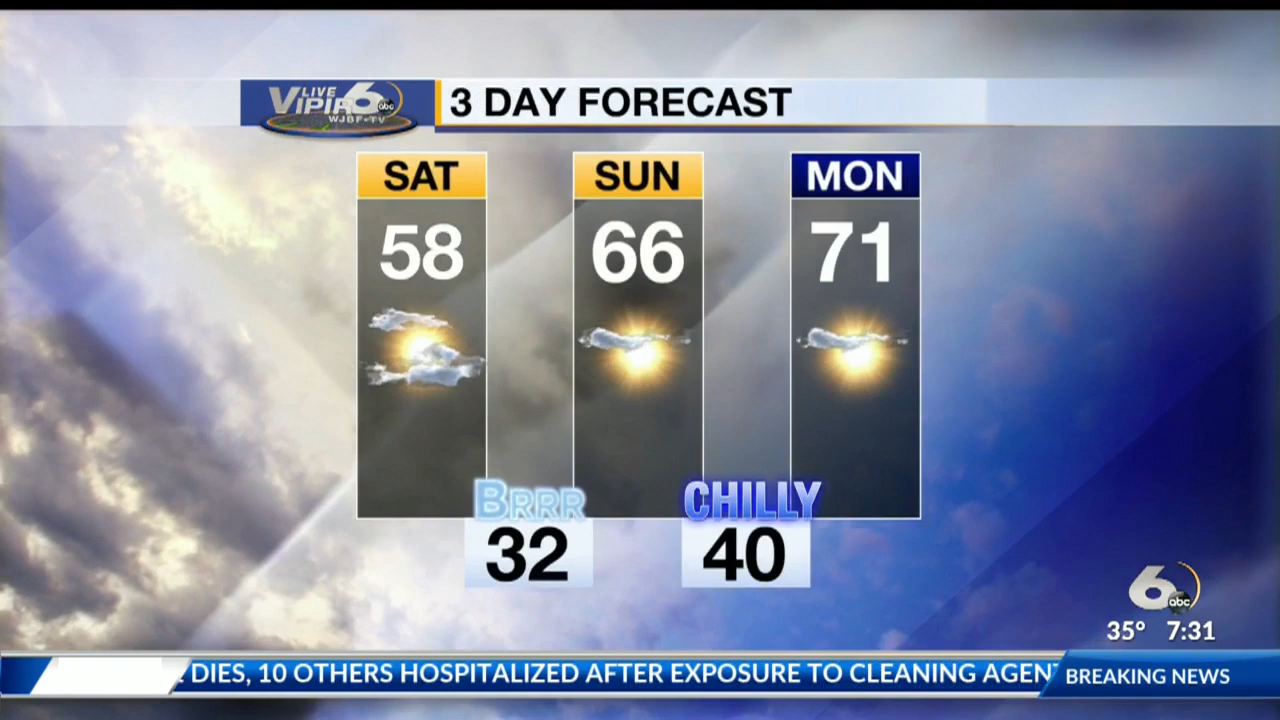 LIVE
VIPIR 6 abc
WJBF-TV
3 DAY FORECAST
SAT SUN MON
58 66 71
BRRR CHILLY
32 40
6 abc
35° 7:31
DIES, 10 OTHERS HOSPITALIZED AFTER EXPOSURE TO CLEANING AGENT
BREAKING NEWS